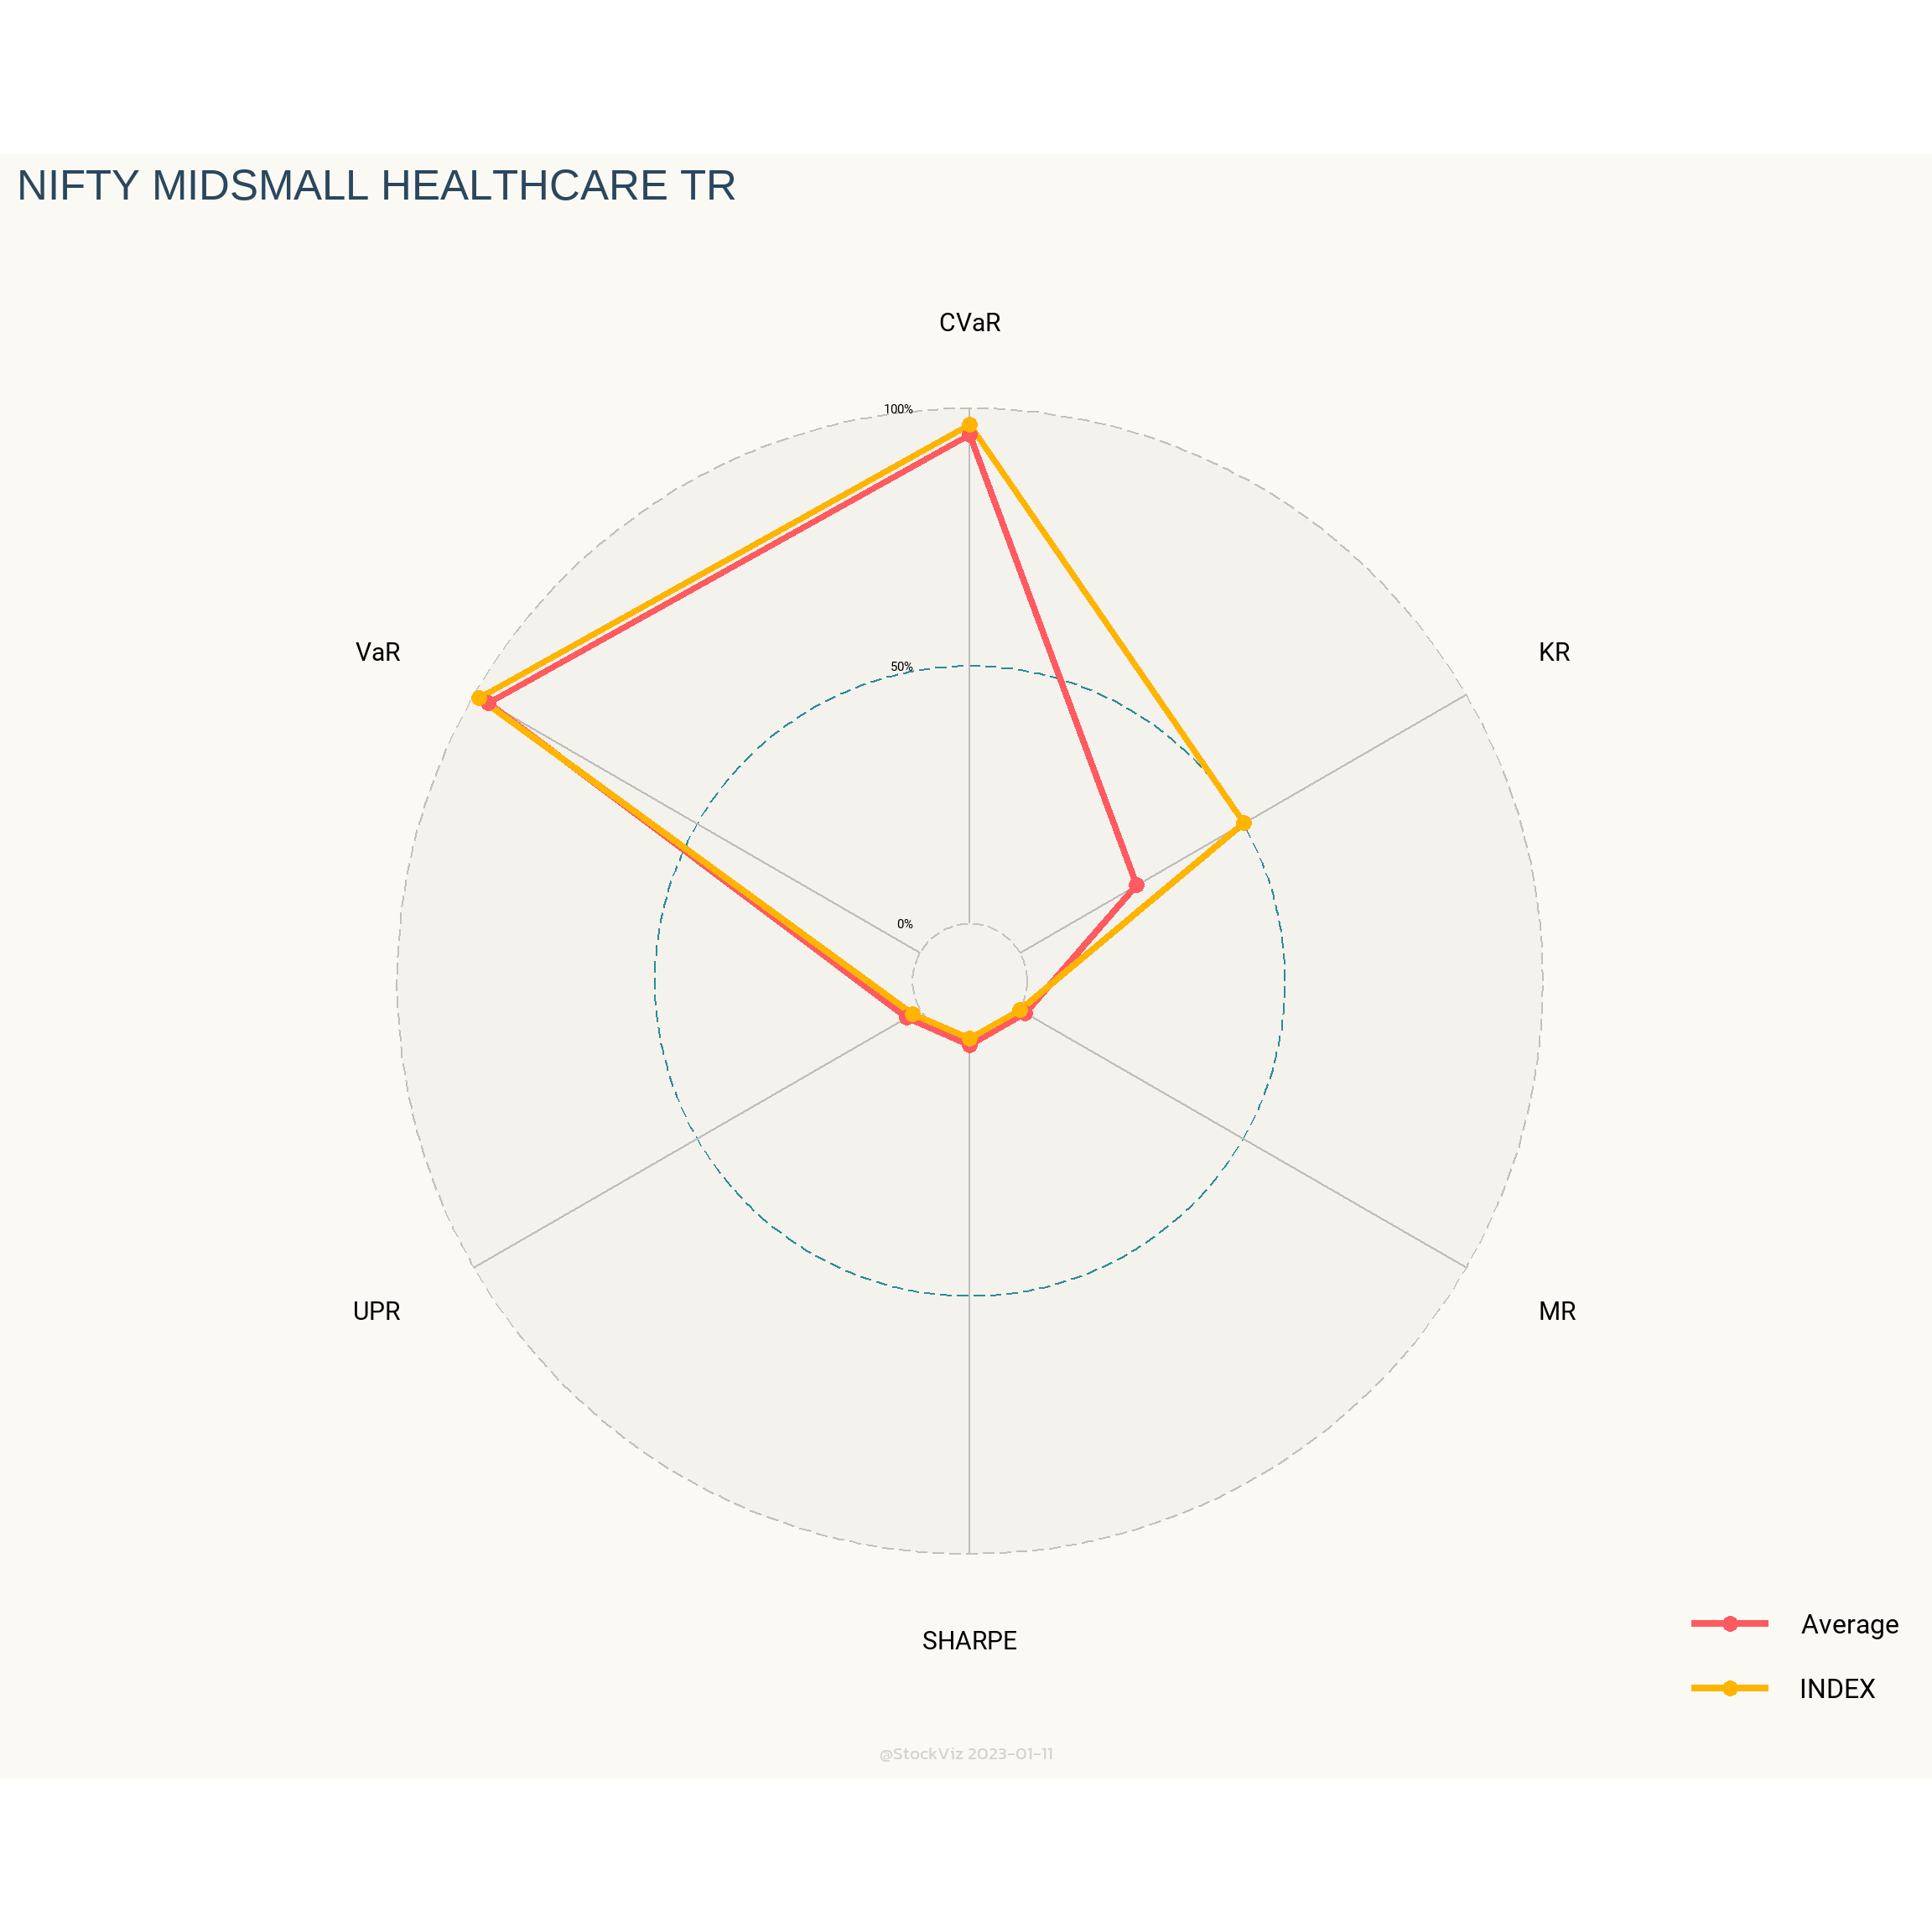 NIFTY MIDSMALL HEALTHCARE TR
CVaR
100%
VaR
KR
50%
0%
UPR
MR
SHARPE
Average
INDEX
@StockViz 2023-01-11